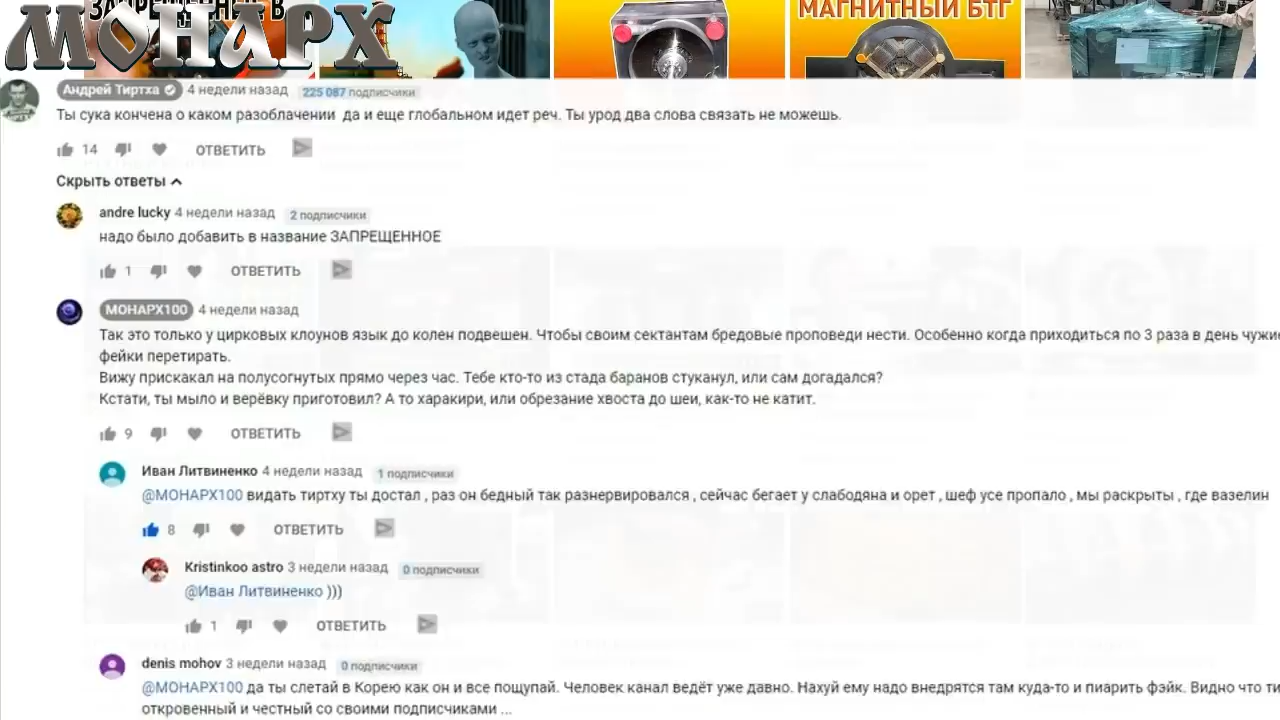 ЗАПРЕЩЕННЫЕ В
МОНАРХ
МАГНИТНЫЙ БТГ
Андрей Тиртха 4 недели назад 225 087 подписчики
Ты сука кончена о каком разоблачении да и еще глобальном идет реч. Ты урод два слова связать не можешь.
14 ОТВЕТИТЬ
Скрыть ответы
andre lucky 4 недели назад 2 подписчики
надо было добавить в название ЗАПРЕЩЕННОЕ
1 ОТВЕТИТЬ
МОНАРХ100 4 недели назад
Так это только у цирковых клоунов язык до колен подвешен. Чтобы своим сектантам бредовые проповеди нести. Особенно когда приходиться по 3 раза в день чужие
фейки перетирать.
Вижу прискакал на полусогнутых прямо через час. Тебе кто-то из стада баранов стуканул, или сам догадался?
Кстати, ты мыло и верёвку приготовил? А то харакири, или обрезание хвоста до шеи, как-то не катит.
9 ОТВЕТИТЬ
Иван Литвиненко 4 недели назад 1 подписчики
@МОНАРХ100 видать тиртху ты достал , раз он бедный так разнервировался , сейчас бегает у слабодяна и орет , шеф усе пропало , мы раскрыты , где вазелин
8 ОТВЕТИТЬ
Kristinkoo astro 3 недели назад 0 подписчики
@Иван Литвиненко )))
1 ОТВЕТИТЬ
denis mohov 3 недели назад 0 подписчики
@МОНАРХ100 да ты слетай в Корею как он и все пощупай. Человек канал ведёт уже давно. Нахуй ему надо внедрятся там куда-то и пиарить фэйк. Видно что ти
откровенный и честный со своими подписчиками ...